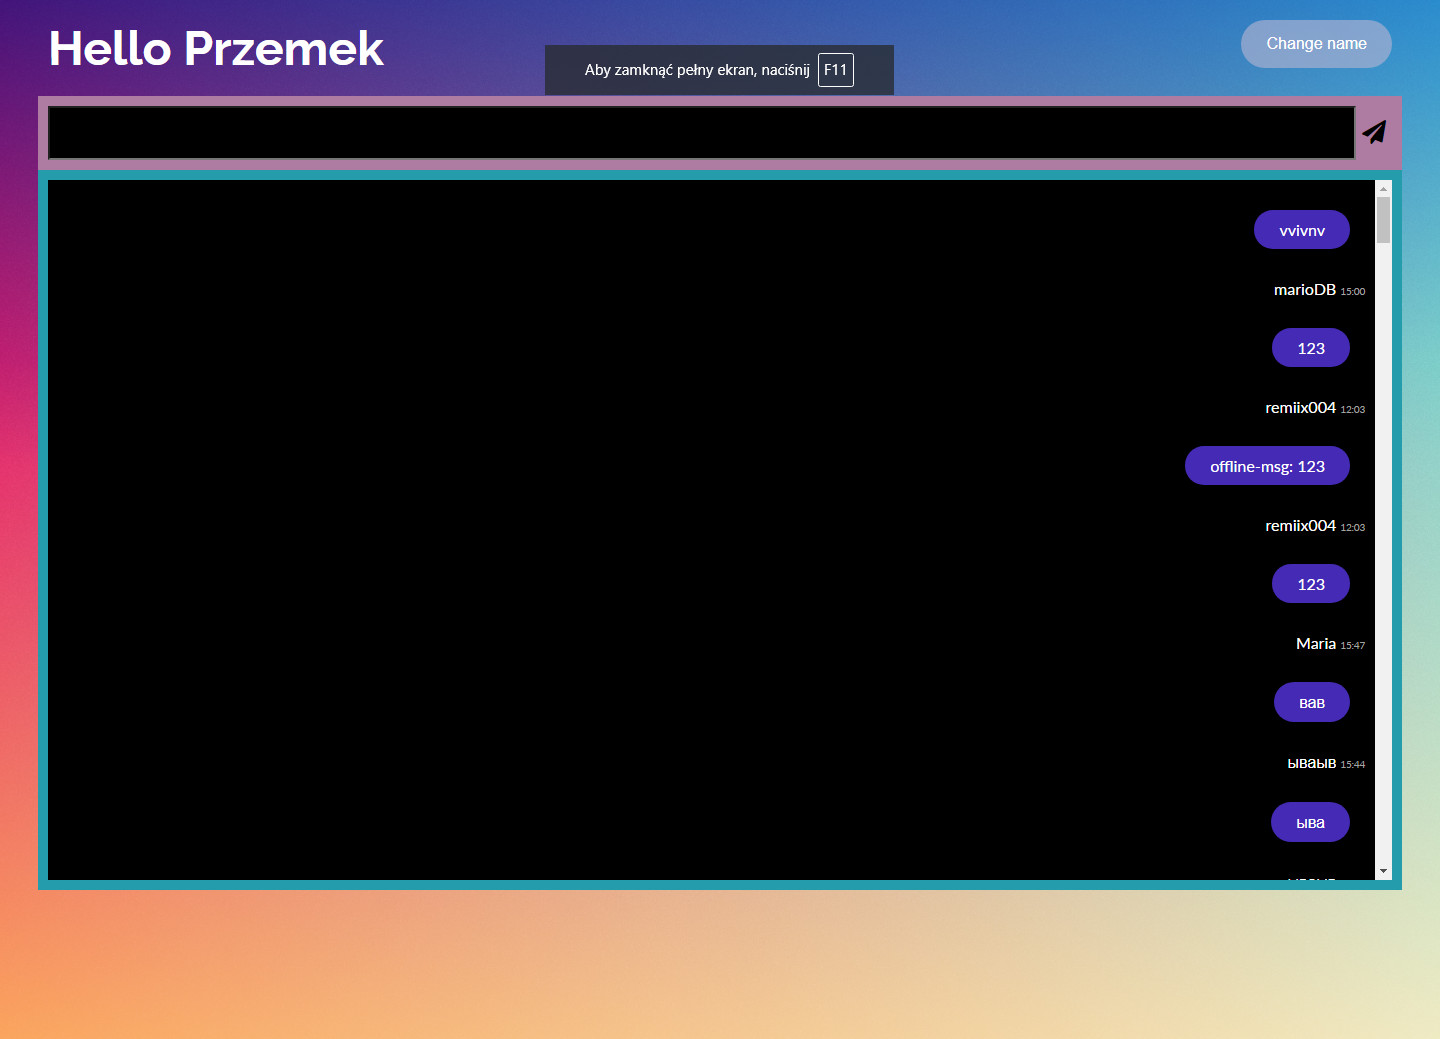 Hello Przemek
Change name
Aby zamknąć pełny ekran, naciśnij F11
vvivnv
marioDB 15:00
123
remiix004 12:03
offline-msg: 123
remiix004 12:03
123
Maria 15:47
вав
ываыв 15:44
ыва